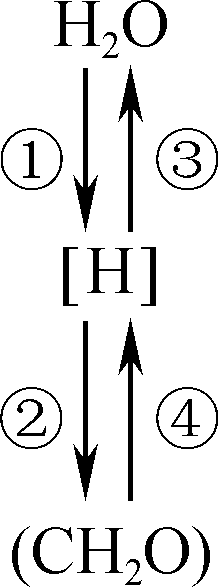 H₂O
① ③
[H]
② ④
(CH₂O)